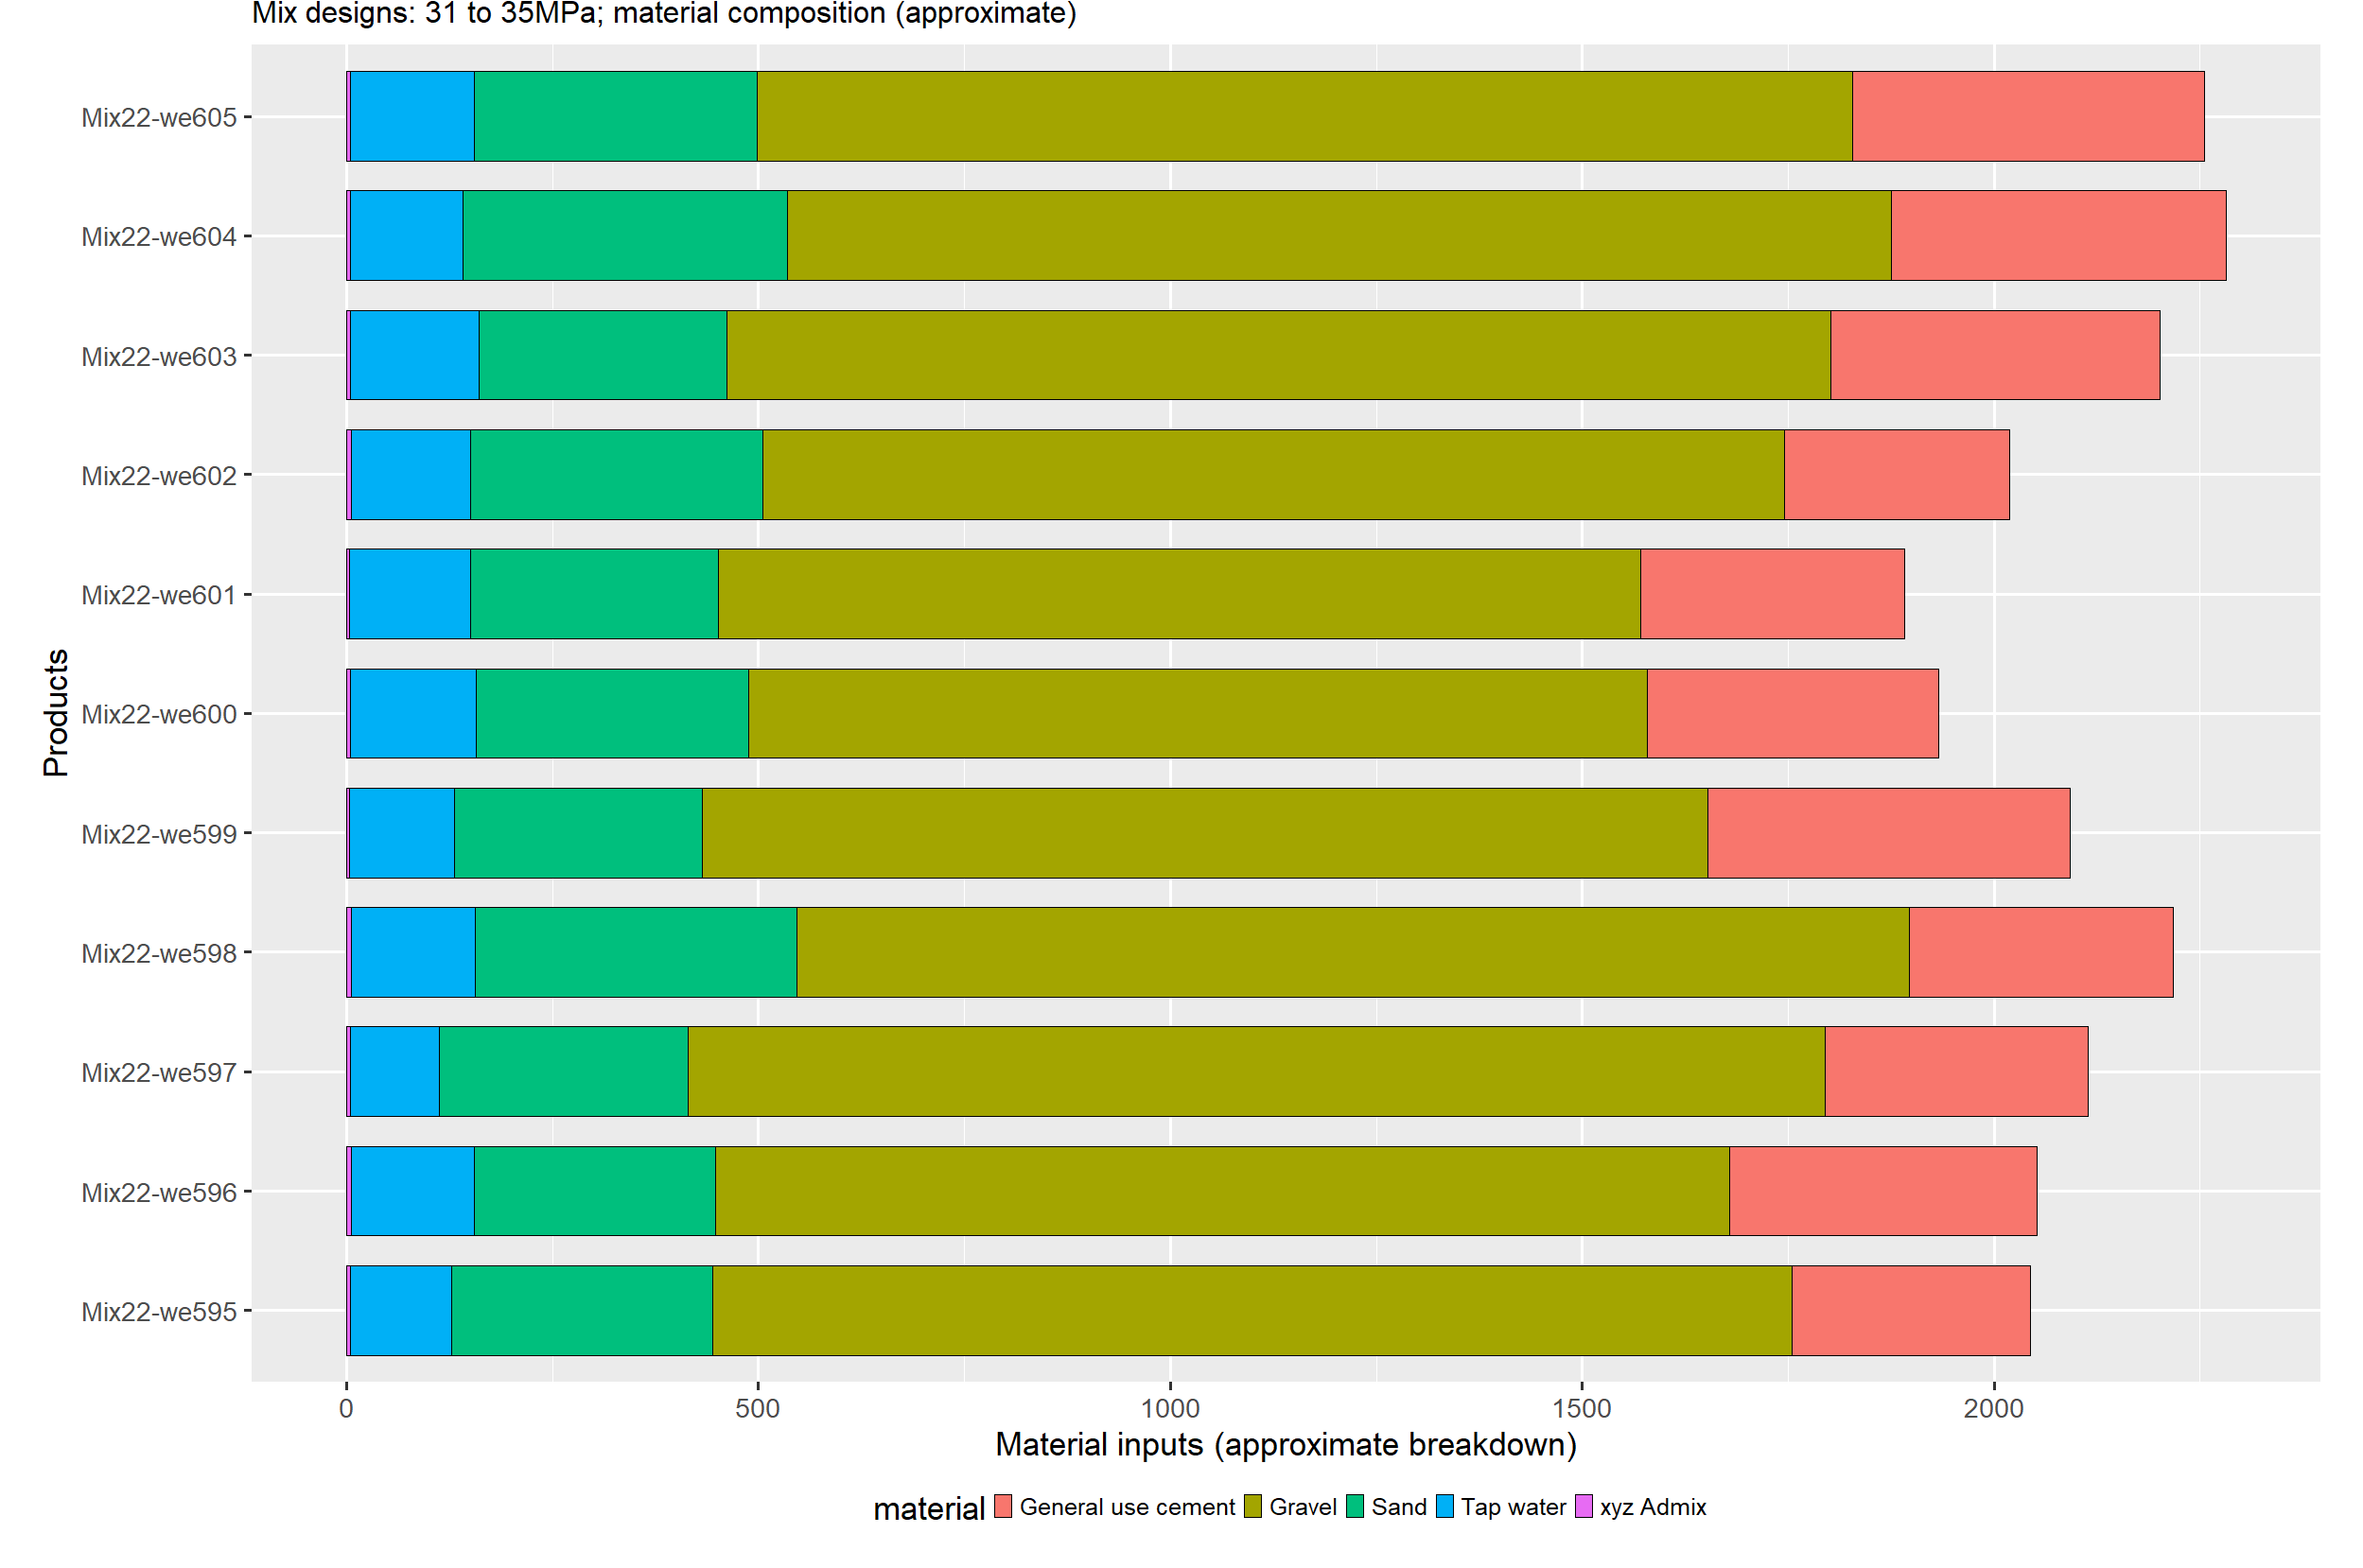 Mix designs: 31 to 35MPa; material composition (approximate)
Mix22-we605
Mix22-we604
Mix22-we603
Mix22-we602
Mix22-we601
Mix22-we600
Mix22-we599
Mix22-we598
Mix22-we597
Mix22-we596
Mix22-we595
Products
0 500 1000 1500 2000
Material inputs (approximate breakdown)
material General use cement Gravel Sand Tap water xyz Admix